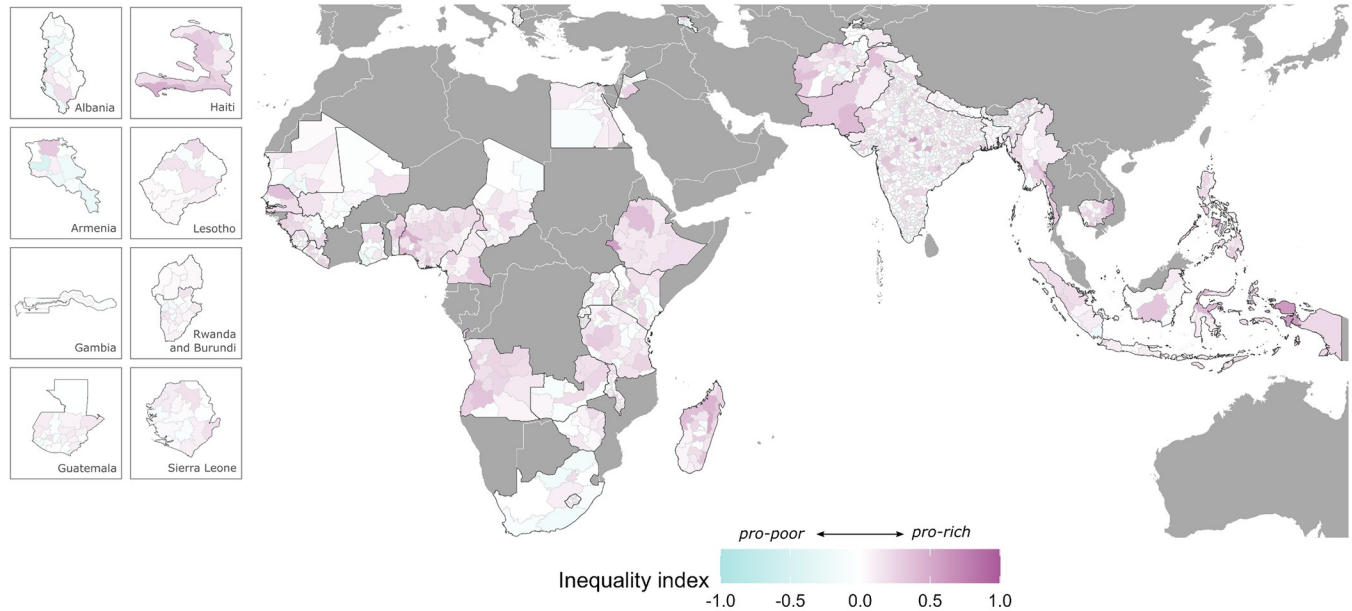 Albania
Haiti
Armenia
Lesotho
Gambia
Rwanda
and Burundi
Guatemala
Sierra Leone
pro-poor
pro-rich
Inequality index
-1.0
-0.5
0.0
0.5
1.0